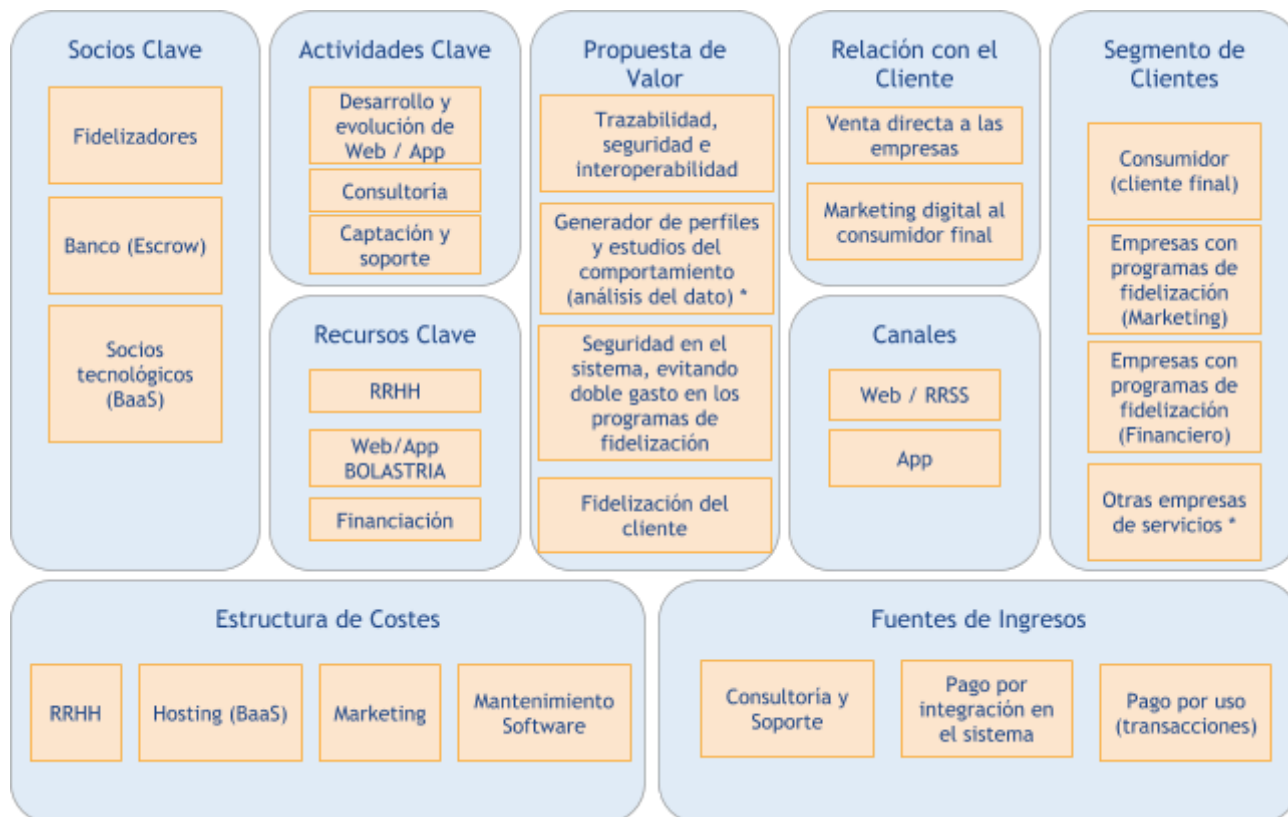 Socios Clave
Fidelizadores
Banco (Escrow)
Socios
tecnológicos
(BaaS)
Actividades Clave
Desarrollo y
evolución de
Web / App
Consultoría
Captación y
soporte
Recursos Clave
RRHH
Web/App
BOLASTRIA
Financiación
Propuesta de
Valor
Trazabilidad,
seguridad e
interoperabilidad
Generador de perfiles
y estudios del
comportamiento
(análisis del dato) *
Seguridad en el
sistema, evitando
doble gasto en los
programas de
fidelización
Fidelización del
cliente
Relación con el
Cliente
Venta directa a las
empresas
Marketing digital al
consumidor final
Canales
Web / RRSS
App
Segmento de
Clientes
Consumidor
(cliente final)
Empresas con
programas de
fidelización
(Marketing)
Empresas con
programas de
fidelización
(Financiero)
Otras empresas
de servicios *
Estructura de Costes
RRHH
Hosting (BaaS)
Marketing
Mantenimiento
Software
Fuentes de Ingresos
Consultoría y
Soporte
Pago por
integración en
el sistema
Pago por uso
(transacciones)